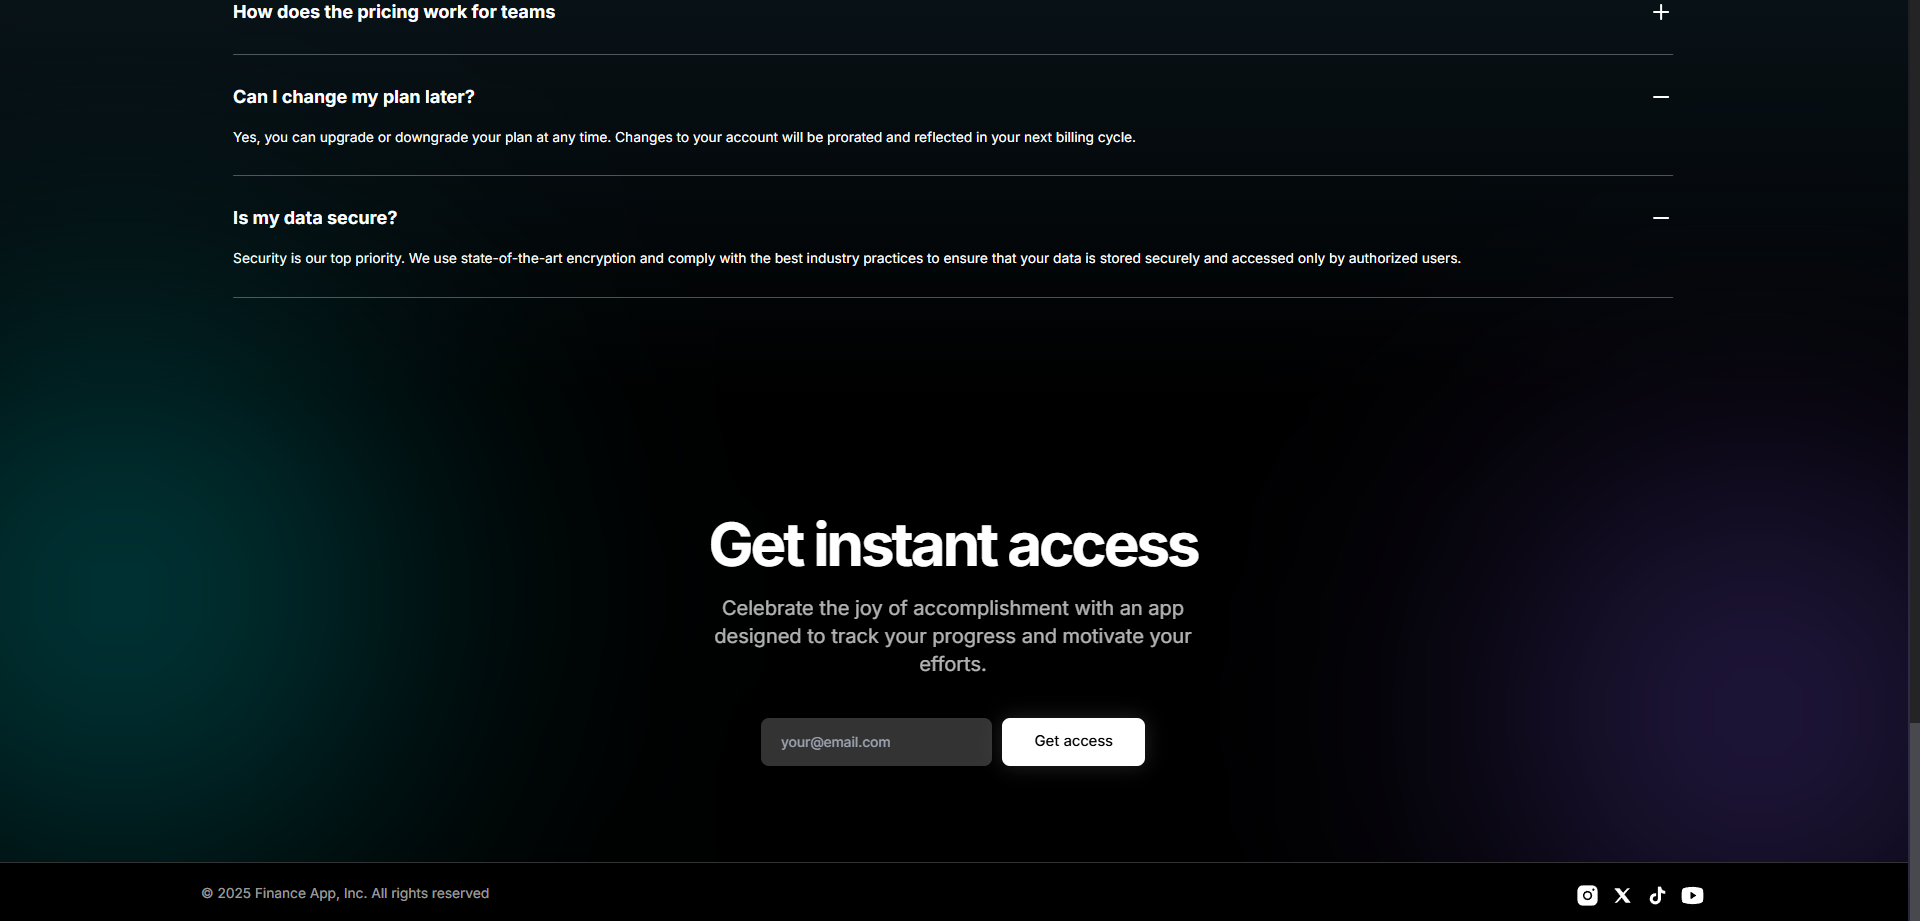 How does the pricing work for teams
Can I change my plan later?
Yes, you can upgrade or downgrade your plan at any time. Changes to your account will be prorated and reflected in your next billing cycle.
Is my data secure?
Security is our top priority. We use state-of-the-art encryption and comply with the best industry practices to ensure that your data is stored securely and accessed only by authorized users.
Get instant access
Celebrate the joy of accomplishment with an app
designed to track your progress and motivate your
efforts.
your@email.com
Get access
© 2025 Finance App, Inc. All rights reserved